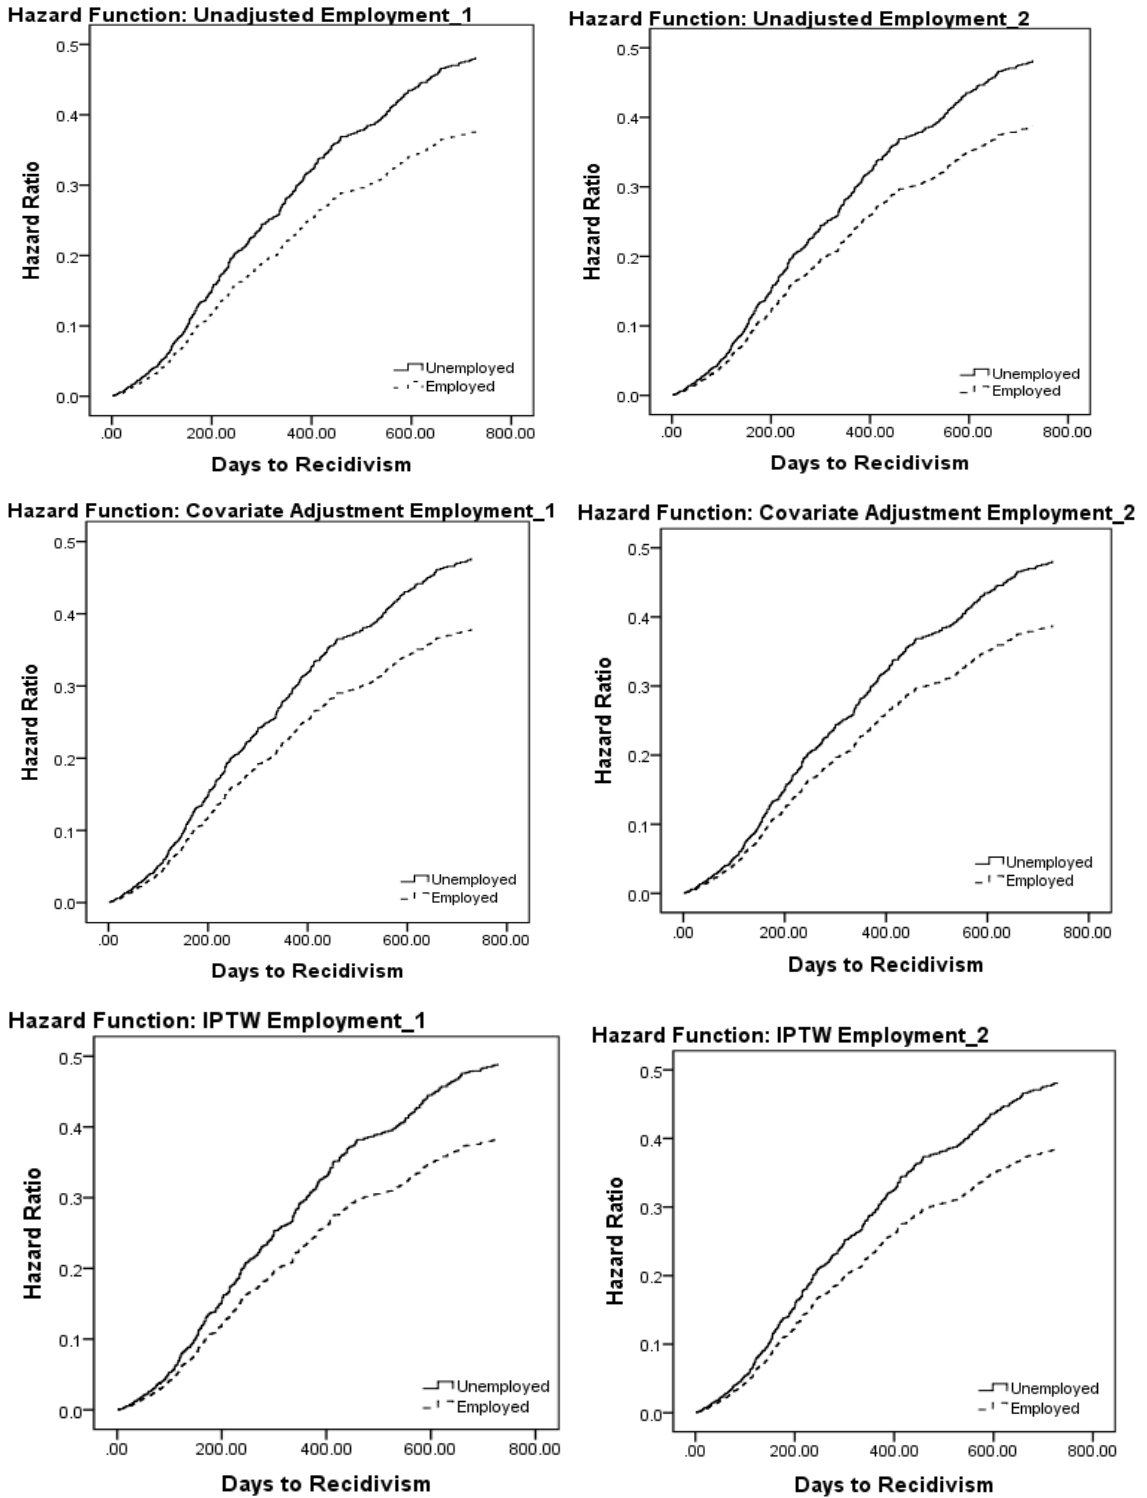 Hazard Function: Unadjusted Employment_1
0.5
0.4
0.3
0.2
0.1
0.0
Hazard Ratio
Unemployed
Employed
.00 200.00 400.00 600.00 800.00
Days to Recidivism
Hazard Function: Unadjusted Employment_2
0.5
0.4
0.3
0.2
0.1
0.0
Hazard Ratio
Unemployed
Employed
.00 200.00 400.00 600.00 800.00
Days to Recidivism
Hazard Function: Covariate Adjustment Employment_1
0.5
0.4
0.3
0.2
0.1
0.0
Hazard Ratio
Unemployed
Employed
.00 200.00 400.00 600.00 800.00
Days to Recidivism
Hazard Function: Covariate Adjustment Employment_2
0.5
0.4
0.3
0.2
0.1
0.0
Hazard Ratio
Unemployed
Employed
.00 200.00 400.00 600.00 800.00
Days to Recidivism
Hazard Function: IPTW Employment_1
0.5
0.4
0.3
0.2
0.1
0.0
Hazard Ratio
Unemployed
Employed
.00 200.00 400.00 600.00 800.00
Days to Recidivism
Hazard Function: IPTW Employment_2
0.5
0.4
0.3
0.2
0.1
0.0
Hazard Ratio
Unemployed
Employed
.00 200.00 400.00 600.00 800.00
Days to Recidivism